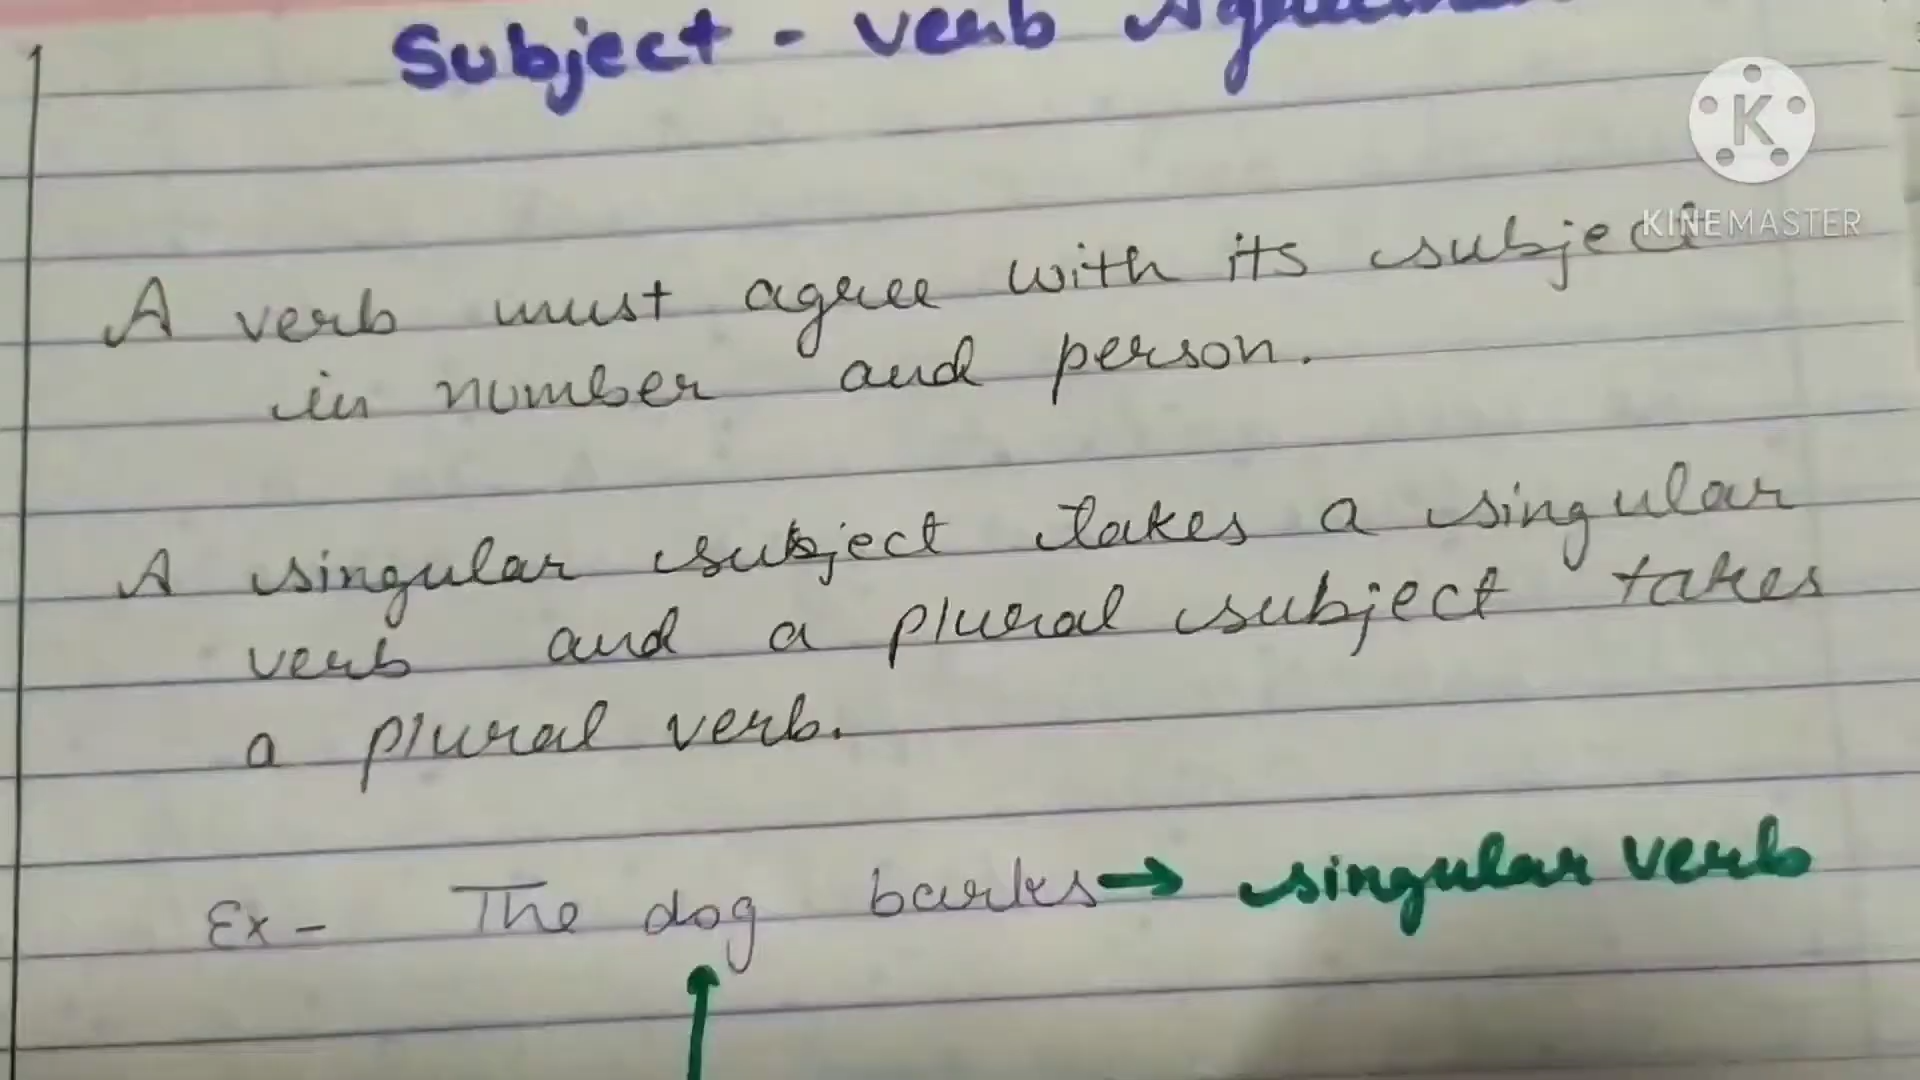 Subject - Verb Agreement
K
KINEMASTER
A verb must agree with its subject
in number and person.
A singular subject takes a singular
verb and a plural subject takes
a plural verb.
Ex - The dog barks → singular verb